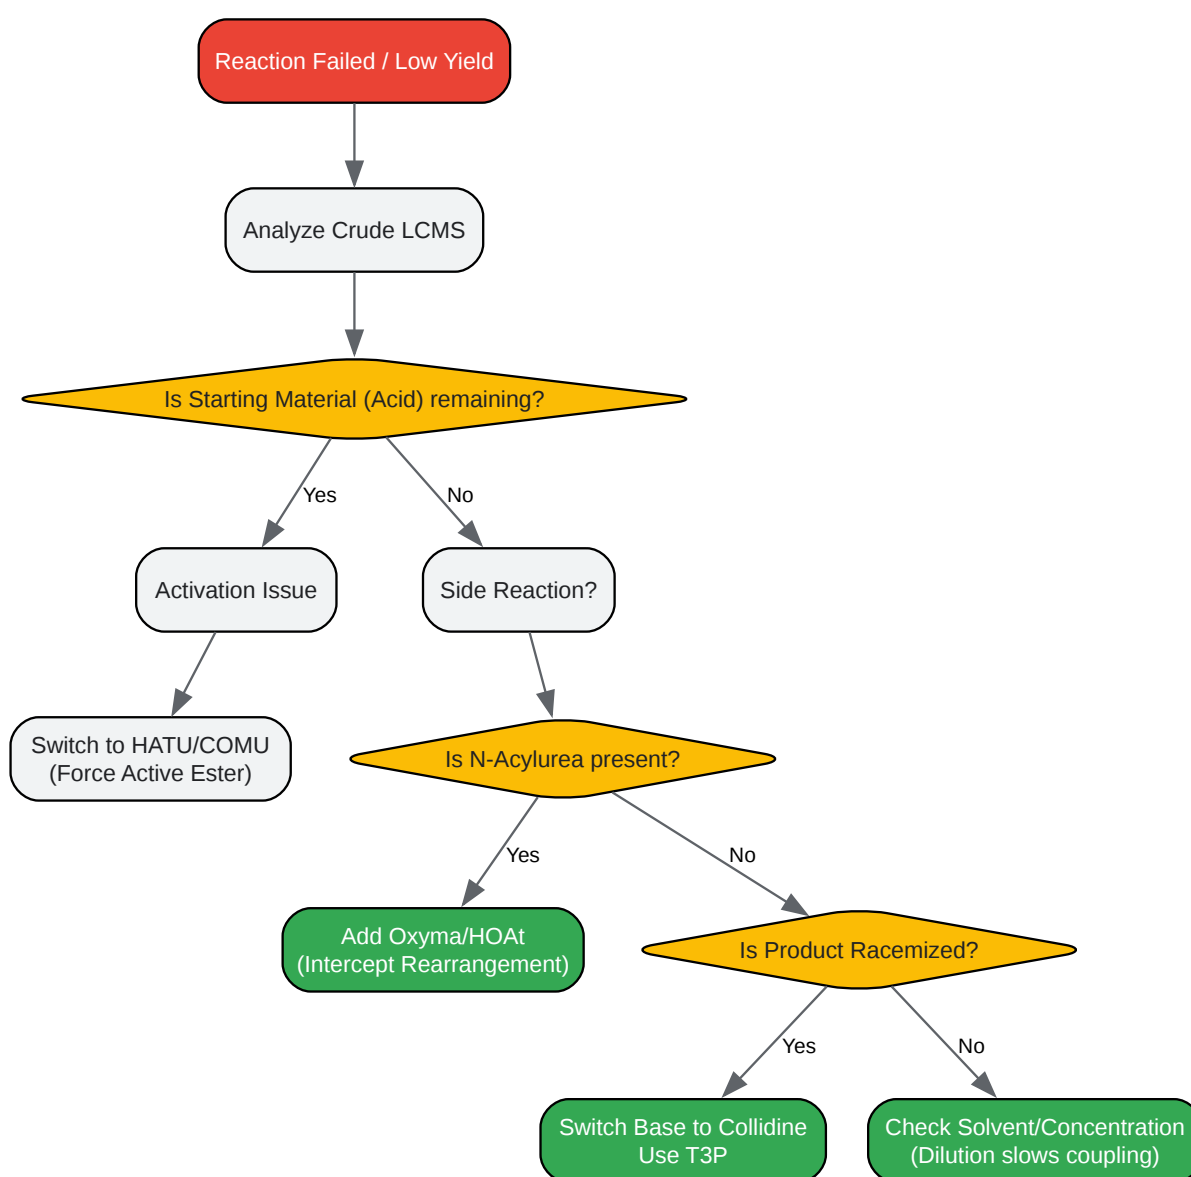 Reaction Failed / Low Yield
Analyze Crude LCMS
Is Starting Material (Acid) remaining?
Yes
No
Activation Issue
Side Reaction?
Switch to HATU/COMU
(Force Active Ester)
Is N-Acylurea present?
Yes
No
Add Oxyma/HOAt
(Intercept Rearrangement)
Is Product Racemized?
Yes
No
Switch Base to Collidine
Use T3P
Check Solvent/Concentration
(Dilution slows coupling)